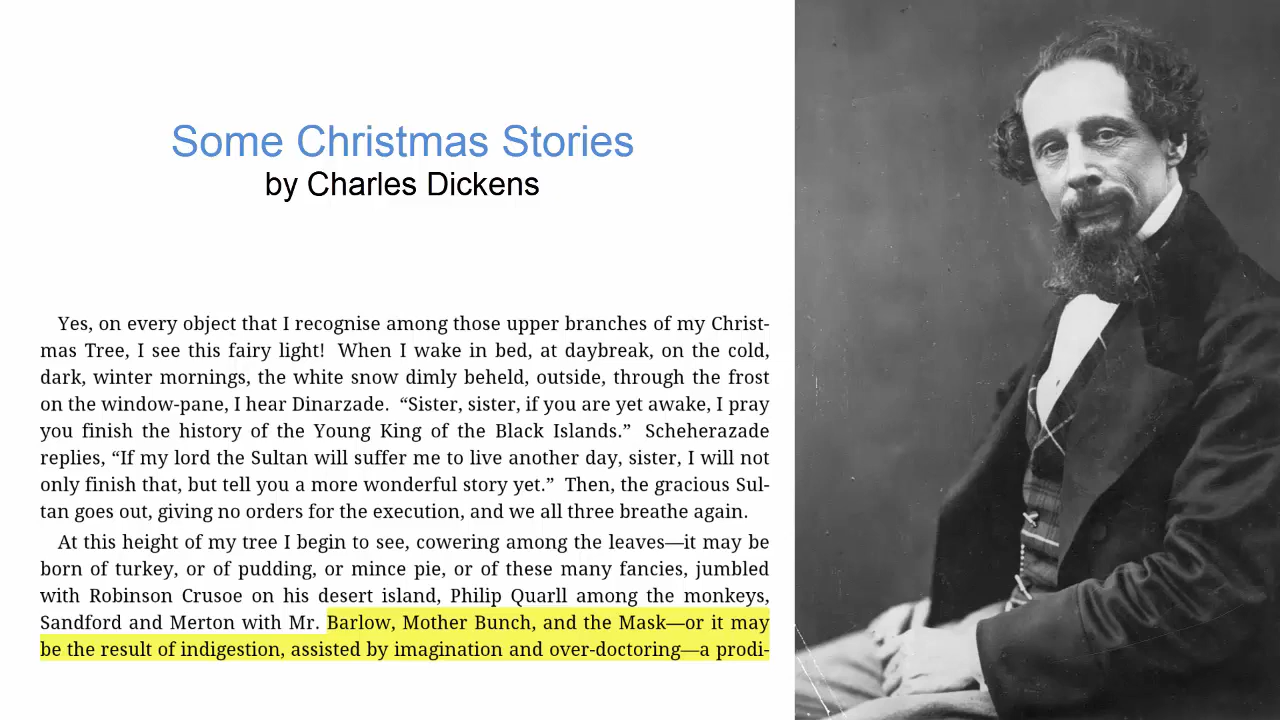 Some Christmas Stories
by Charles Dickens
Yes, on every object that I recognise among those upper branches of my Christ-
mas Tree, I see this fairy light!  When I wake in bed, at daybreak, on the cold,
dark, winter mornings, the white snow dimly beheld, outside, through the frost
on the window-pane, I hear Dinarzade.  “Sister, sister, if you are yet awake, I pray
you finish the history of the Young King of the Black Islands.”  Scheherazade
replies, “If my lord the Sultan will suffer me to live another day, sister, I will not
only finish that, but tell you a more wonderful story yet.”  Then, the gracious Sul-
tan goes out, giving no orders for the execution, and we all three breathe again.
At this height of my tree I begin to see, cowering among the leaves—it may be
born of turkey, or of pudding, or mince pie, or of these many fancies, jumbled
with Robinson Crusoe on his desert island, Philip Quarll among the monkeys,
Sandford and Merton with Mr. Barlow, Mother Bunch, and the Mask—or it may
be the result of indigestion, assisted by imagination and over-doctoring—a prodi-